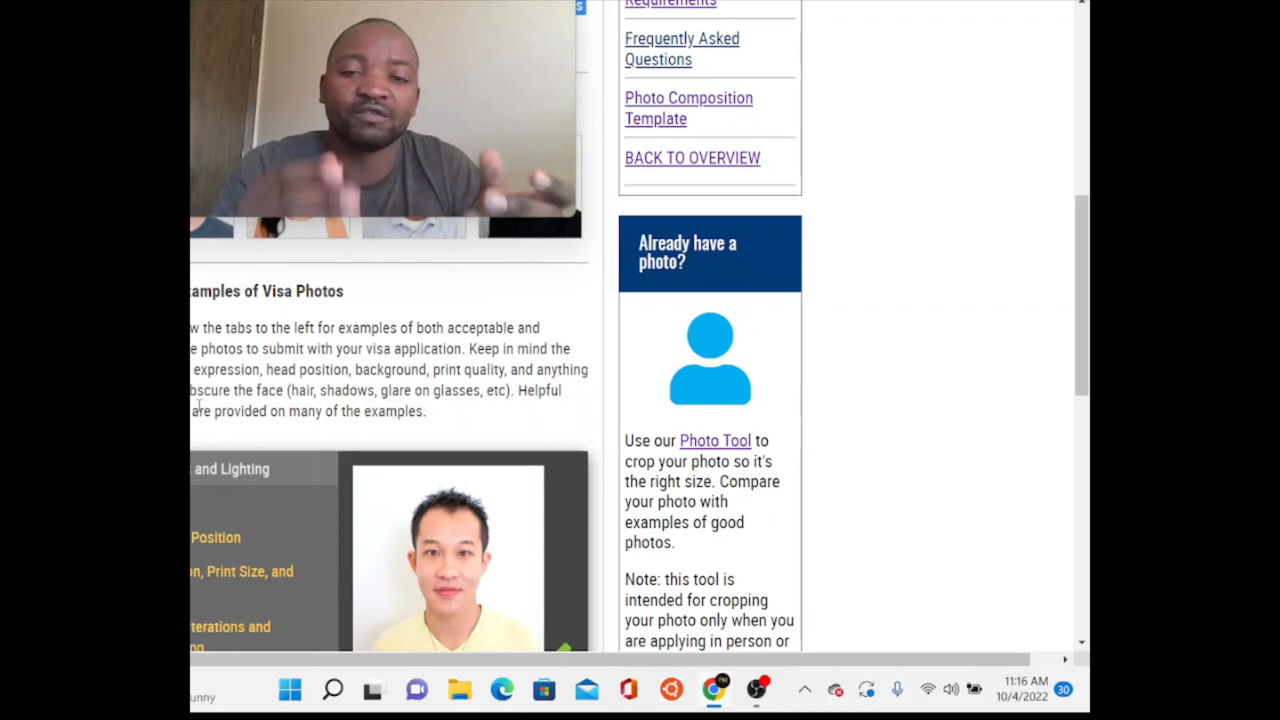 s
Requirements
Frequently Asked
Questions
Photo Composition
Template
BACK TO OVERVIEW
Already have a
photo?
amples of Visa Photos
w the tabs to the left for examples of both acceptable and
e photos to submit with your visa application. Keep in mind the
expression, head position, background, print quality, and anything
bscure the face (hair, shadows, glare on glasses, etc). Helpful
are provided on many of the examples.
s and Lighting
Position
on, Print Size, and
lterations and
ng
Use our Photo Tool to
crop your photo so it's
the right size. Compare
your photo with
examples of good
photos.
Note: this tool is
intended for cropping
your photo only when you
are applying in person or
unny
11:16 AM
10/4/2022
30